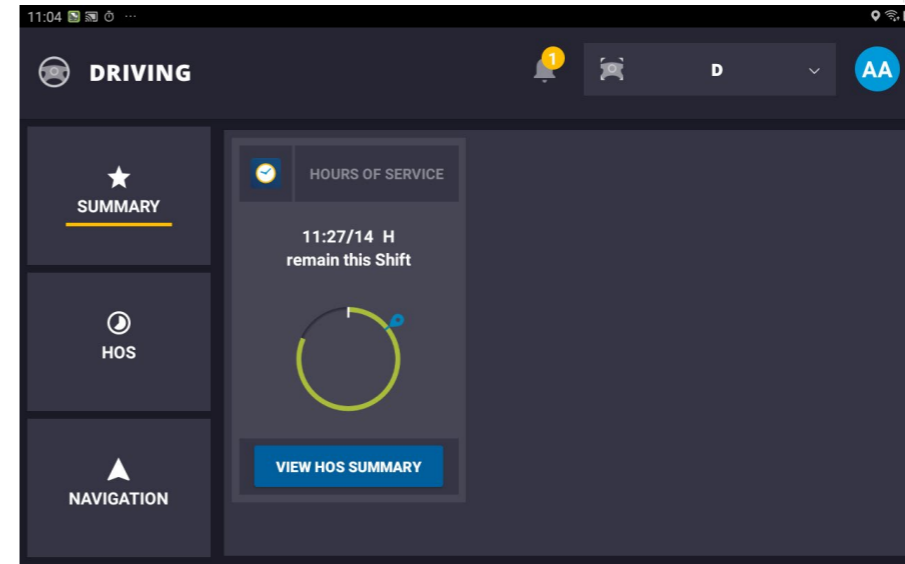 11:04
DRIVING
1
D
AA
SUMMARY
HOURS OF SERVICE
11:27/14 H
remain this Shift
HOS
VIEW HOS SUMMARY
NAVIGATION